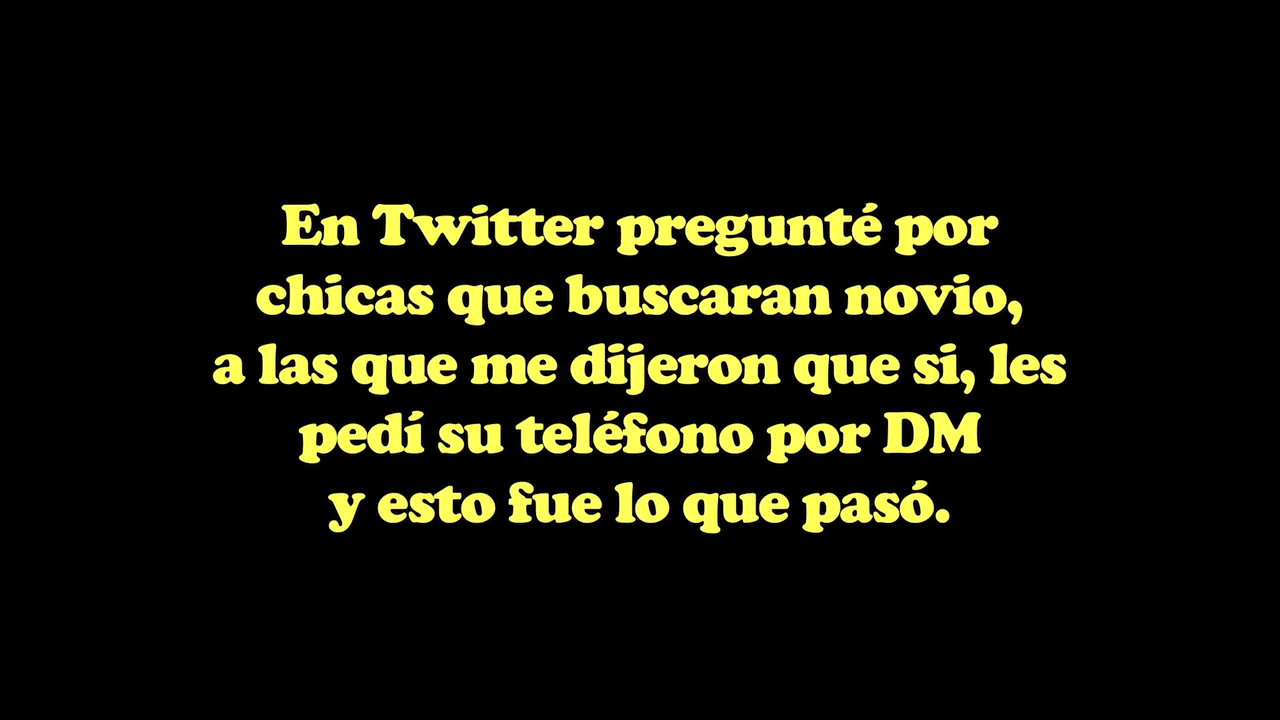 En Twitter pregunté por
chicas que buscaran novio,
a las que me dijeron que si, les
pedí su teléfono por DM
y esto fue lo que pasó.